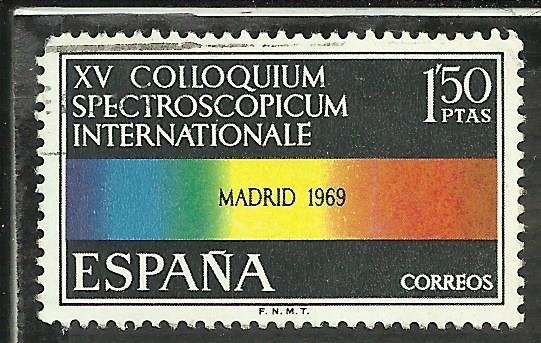 XV COLLOQUIUM
SPECTROSCOPICUM
INTERNATIONALE
1'50
PTAS
MADRID 1969
ESPAÑA
CORREOS
F. N. M. T.